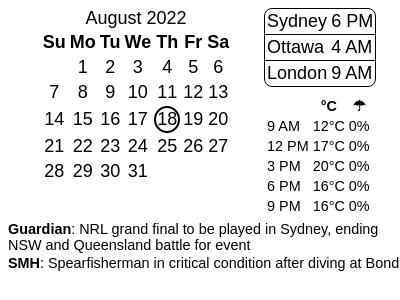 August 2022
Su Mo Tu We Th Fr Sa
1 2 3 4 5 6
7 8 9 10 11 12 13
14 15 16 17 18 19 20
21 22 23 24 25 26 27
28 29 30 31
Sydney 6 PM
Ottawa 4 AM
London 9 AM
°C ☂
9 AM 12°C 0%
12 PM 17°C 0%
3 PM 20°C 0%
6 PM 16°C 0%
9 PM 16°C 0%
Guardian: NRL grand final to be played in Sydney, ending
NSW and Queensland battle for event
SMH: Spearfisherman in critical condition after diving at Bond